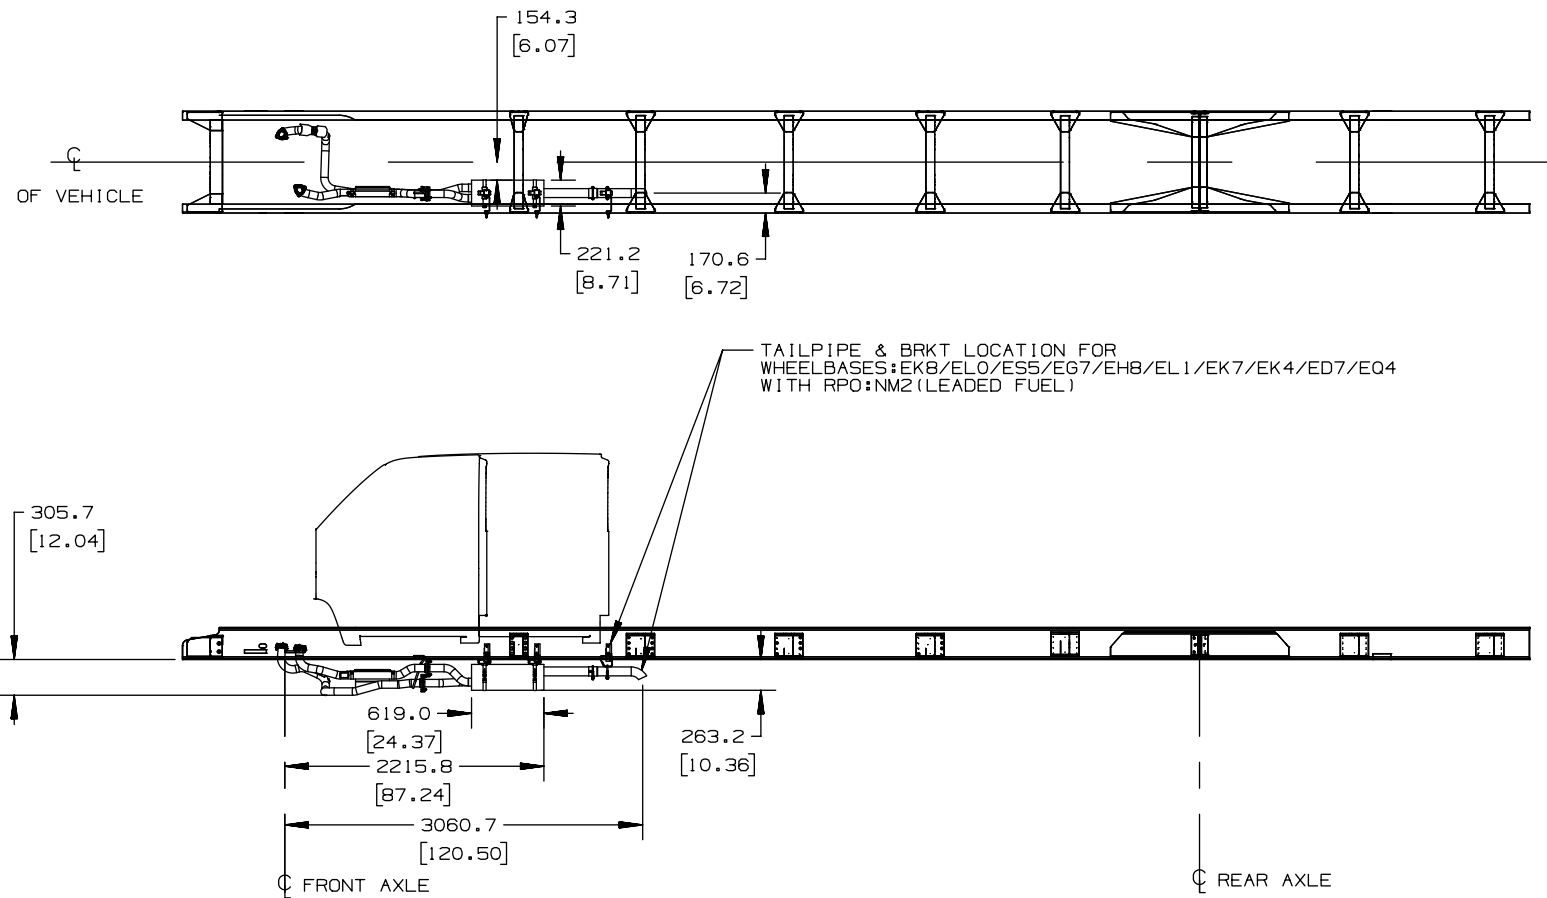 154.3
[6.07]
℄
OF VEHICLE
221.2
[8.71]
170.6
[6.72]
TAILPIPE & BRKT LOCATION FOR
WHEELBASES:EK8/EL0/ES5/EG7/EH8/EL1/EK7/EK4/ED7/EQ4
WITH RPO:NM2(LEADED FUEL)
305.7
[12.04]
619.0
[24.37]
263.2
[10.36]
2215.8
[87.24]
3060.7
[120.50]
℄ FRONT AXLE
℄ REAR AXLE